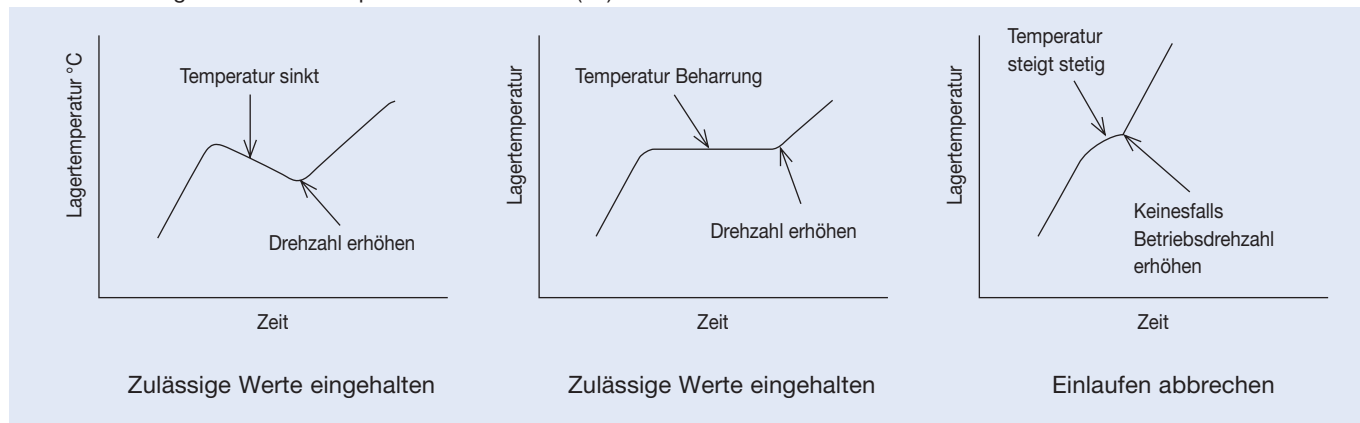 Lagertemperatur °C
Temperatur sinkt
Drehzahl erhöhen
Zeit
Zulässige Werte eingehalten
Lagertemperatur
Temperatur Beharrung
Drehzahl erhöhen
Zeit
Zulässige Werte eingehalten
Lagertemperatur
Temperatur
steigt stetig
Keinesfalls
Betriebsdrehzahl
erhöhen
Zeit
Einlaufen abbrechen